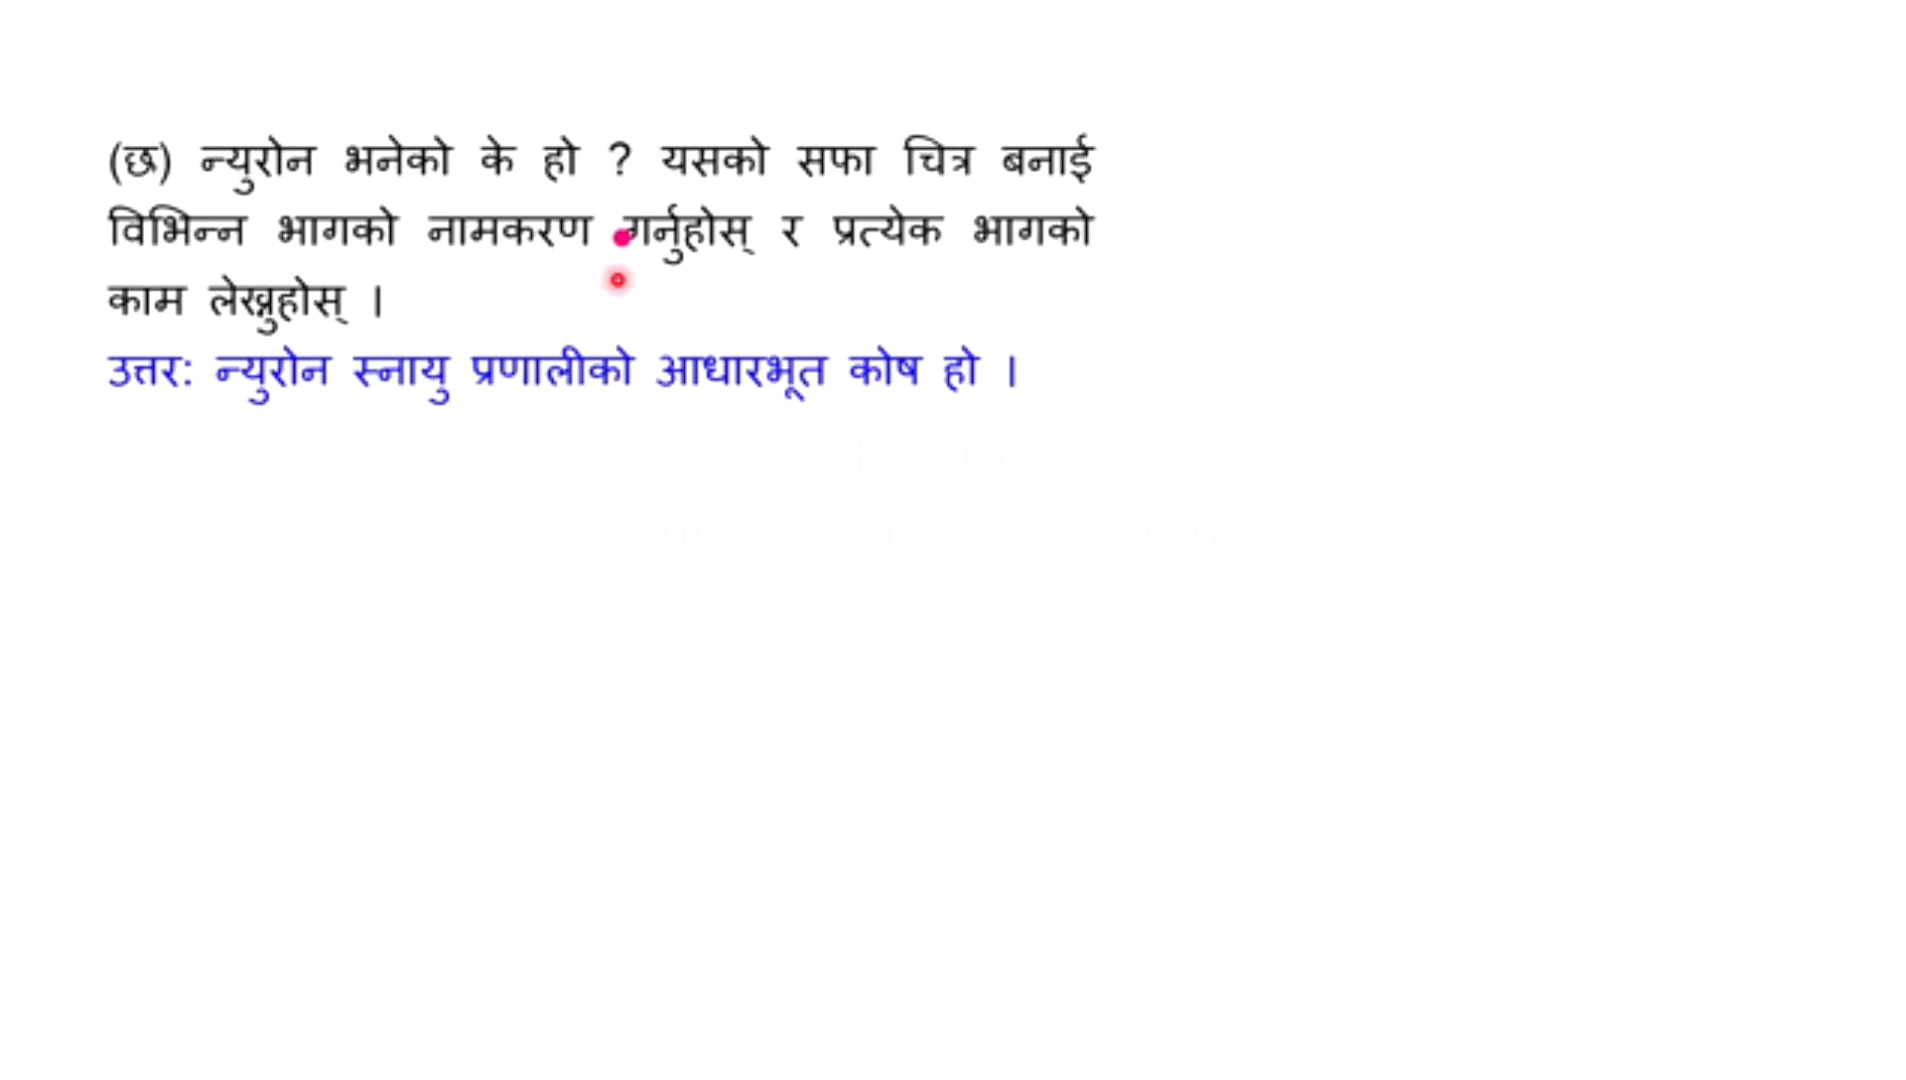 (छ) न्युरोन भनेको के हो ? यसको सफा चित्र बनाई
विभिन्न भागको नामकरण गर्नुहोस् र प्रत्येक भागको
काम लेख्नुहोस् ।
उत्तर: न्युरोन स्नायु प्रणालीको आधारभूत कोष हो ।